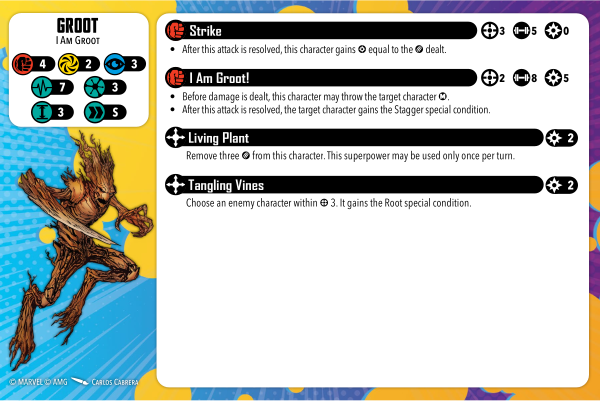 GROOT
I AM GROOT
4 2 3
7 3
3 S
Strike 3 5 0
• After this attack is resolved, this character gains equal to the dealt.
I Am Groot! 2 8 5
• Before damage is dealt, this character may throw the target character M.
• After this attack is resolved, the target character gains the Stagger special condition.
Living Plant 2
Remove three from this character. This superpower may be used only once per turn.
Tangling Vines 2
Choose an enemy character within 3. It gains the Root special condition.
© MARVEL © AMG CARLOS CABRERA